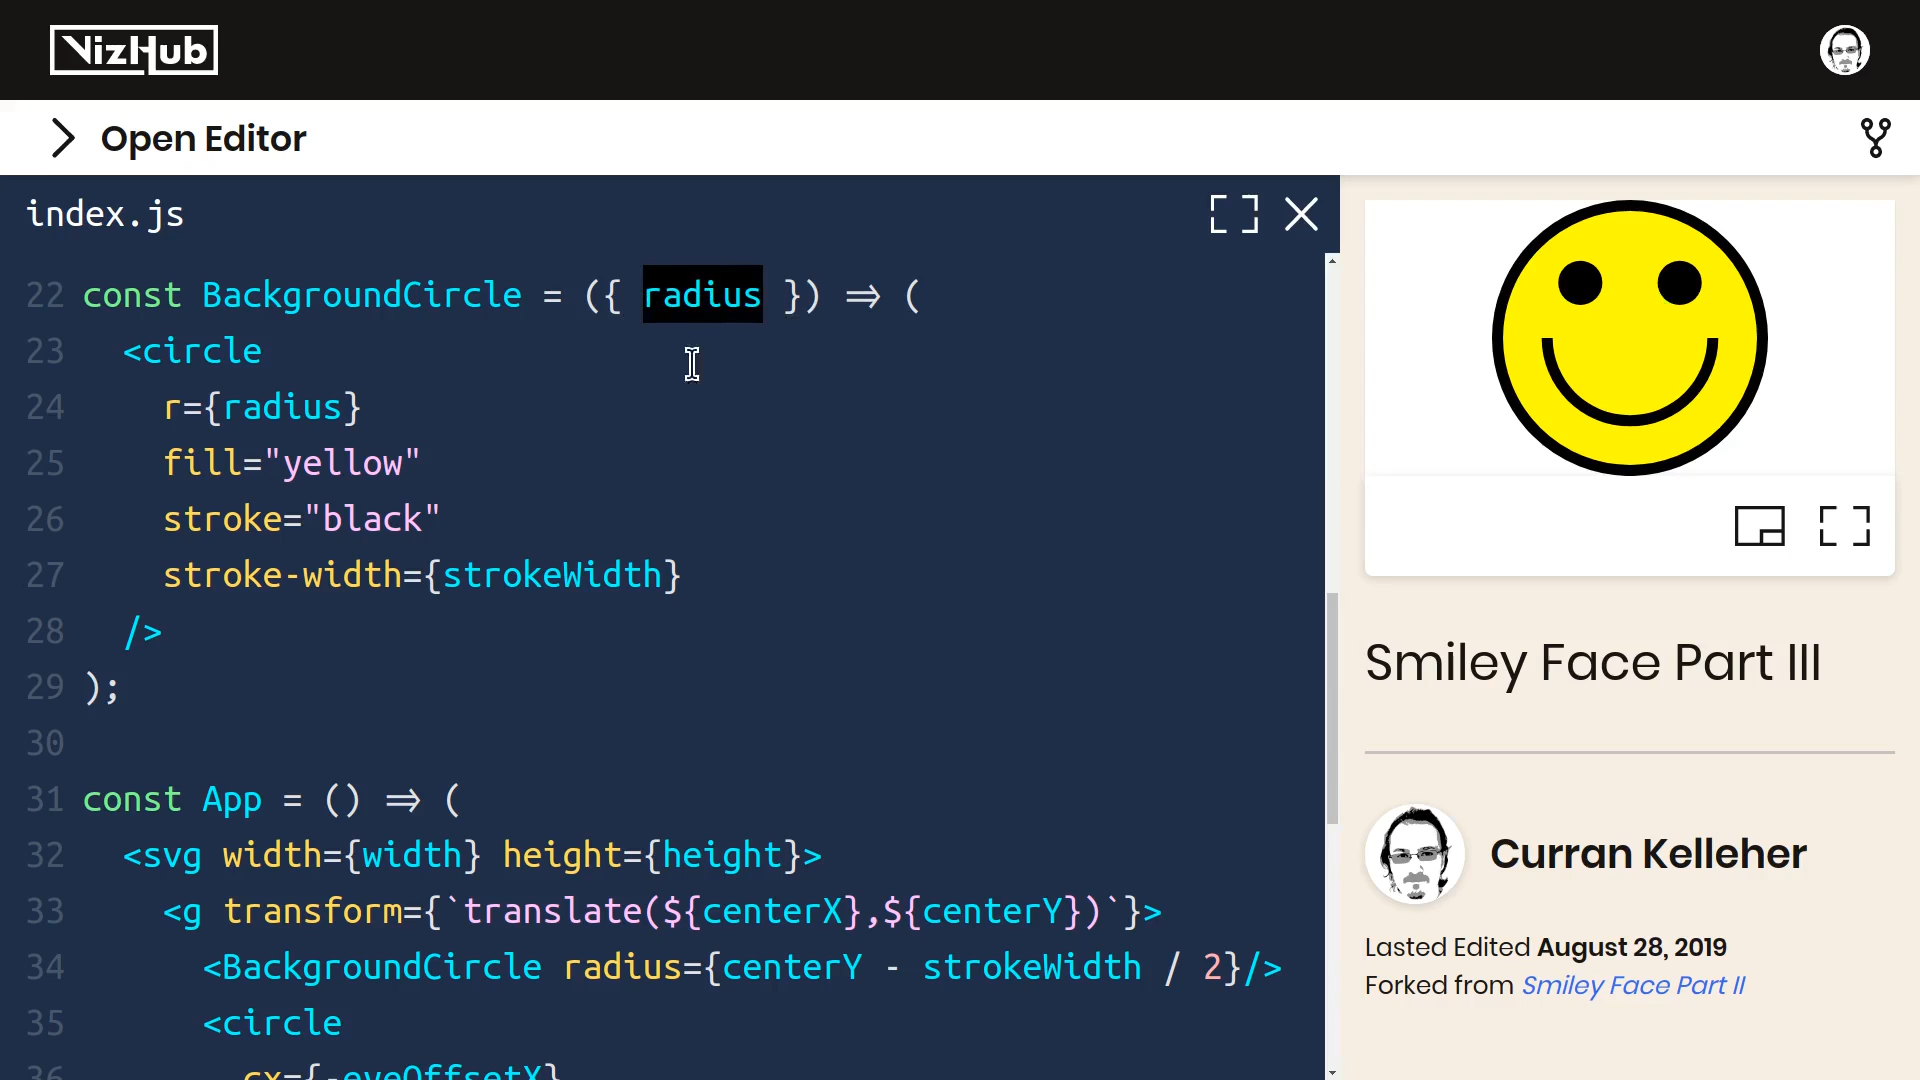 VizHub
Open Editor
index.js
22 const BackgroundCircle = ({ radius }) => (
23   <circle
24     r={radius}
25     fill="yellow"
26     stroke="black"
27     stroke-width={strokeWidth}
28   />
29 );
30
31 const App = () => (
32   <svg width={width} height={height}>
33     <g transform={`translate(${centerX},${centerY})`}>
34       <BackgroundCircle radius={centerY - strokeWidth / 2}/>
35       <circle
36         cx={-eyeOffsetX}
Smiley Face Part III
Curran Kelleher
Lasted Edited August 28, 2019
Forked from Smiley Face Part II